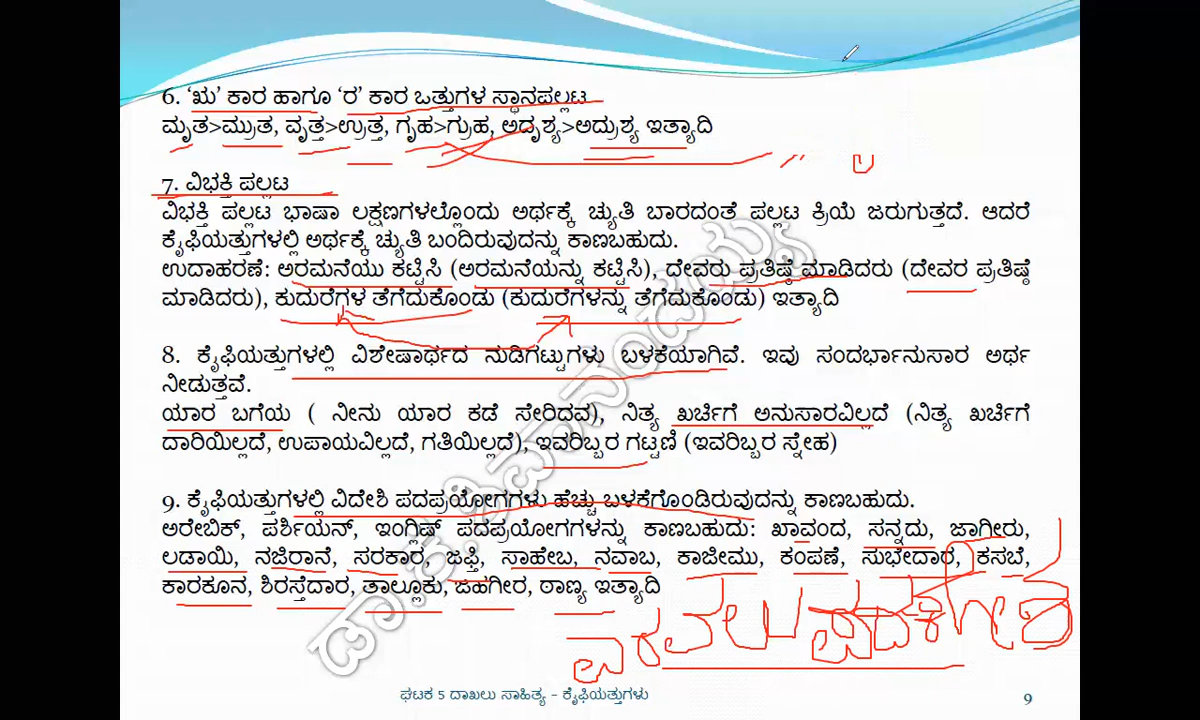 6. ‘ಋ’ ಕಾರ ಹಾಗೂ ‘ರ’ ಕಾರ ಒತ್ತುಗಳ ಸ್ಥಾನಪಲ್ಲಟ
ಮೃತ>ಮ್ರುತ, ವೃತ್ತ>ಉ್ರತ್ತ, ಗೃಹ>ಗ್ರುಹ, ಅದೃಶ್ಯ>ಅದ್ರುಶ್ಯ ಇತ್ಯಾದಿ
7. ವಿಭಕ್ತಿ ಪಲ್ಲಟ
ವಿಭಕ್ತಿ ಪಲ್ಲಟ ಭಾಷಾ ಲಕ್ಷಣಗಳಲ್ಲೊಂದು ಅರ್ಥಕ್ಕೆ ಚ್ಯುತಿ ಬಾರದಂತೆ ಪಲ್ಲಟ ಕ್ರಿಯೆ ಜರುಗುತ್ತದೆ. ಆದರೆ
ಕೈಫಿಯತ್ತುಗಳಲ್ಲಿ ಅರ್ಥಕ್ಕೆ ಚ್ಯುತಿ ಬಂದಿರುವುದನ್ನು ಕಾಣಬಹುದು.
ಉದಾಹರಣೆ: ಅರಮನೆಯು ಕಟ್ಟಿಸಿ (ಅರಮನೆಯನ್ನು ಕಟ್ಟಿಸಿ), ದೇವರು ಪ್ರತಿಷ್ಠೆ ಮಾಡಿದರು (ದೇವರ ಪ್ರತಿಷ್ಠೆ
ಮಾಡಿದರು), ಕುದುರೆಗಳ ತೆಗೆದುಕೊಂಡು (ಕುದುರೆಗಳನ್ನು ತೆಗೆದುಕೊಂಡು) ಇತ್ಯಾದಿ
8. ಕೈಫಿಯತ್ತುಗಳಲ್ಲಿ ವಿಶೇಷಾರ್ಥದ ನುಡಿಗಟ್ಟುಗಳು ಬಳಕೆಯಾಗಿವೆ. ಇವು ಸಂದರ್ಭಾನುಸಾರ ಅರ್ಥ
ನೀಡುತ್ತವೆ.
ಯಾರ ಬಗೆಯ ( ನೀನು ಯಾರ ಕಡೆ ಸೇರಿದವ), ನಿತ್ಯ ಖರ್ಚಿಗೆ ಅನುಸಾರವಿಲ್ಲದೆ (ನಿತ್ಯ ಖರ್ಚಿಗೆ
ದಾರಿಯಿಲ್ಲದೆ, ಉಪಾಯವಿಲ್ಲದೆ, ಗತಿಯಿಲ್ಲದೆ), ಇವರಿಬ್ಬರ ಗಟ್ಟಣಿ (ಇವರಿಬ್ಬರ ಸ್ನೇಹ)
9. ಕೈಫಿಯತ್ತುಗಳಲ್ಲಿ ವಿದೇಶಿ ಪದಪ್ರಯೋಗಗಳು ಹೆಚ್ಚು ಬಳಕೆಗೊಂಡಿರುವುದನ್ನು ಕಾಣಬಹುದು.
ಅರೇಬಿಕ್, ಪರ್ಶಿಯನ್, ಇಂಗ್ಲಿಷ್ ಪದಪ್ರಯೋಗಗಳನ್ನು ಕಾಣಬಹುದು: ಖಾವಂದ, ಸನ್ನದು, ಜಾಗೀರು,
ಲಡಾಯಿ, ನಜಿರಾನೆ, ಸರಕಾರ, ಜಫ್ತಿ, ಸಾಹೇಬ, ನವಾಬ, ಕಾಜೀಮು, ಕಂಪಣಿ, ಸುಭೇದಾರ, ಕಸಬೆ,
ಕಾರಕೂನ, ಶಿರಸ್ತೆದಾರ, ತಾಲ್ಲೂಕು, ಜಹಗೀರ, ಠಾಣ್ಯ ಇತ್ಯಾದಿ
ಡಾ.ಕ.ಶಿವಾನಂದಯ್ಯ
ಘಟಕ 5 ದಾಖಲು ಸಾಹಿತ್ಯ – ಕೈಫಿಯತ್ತುಗಳು
9